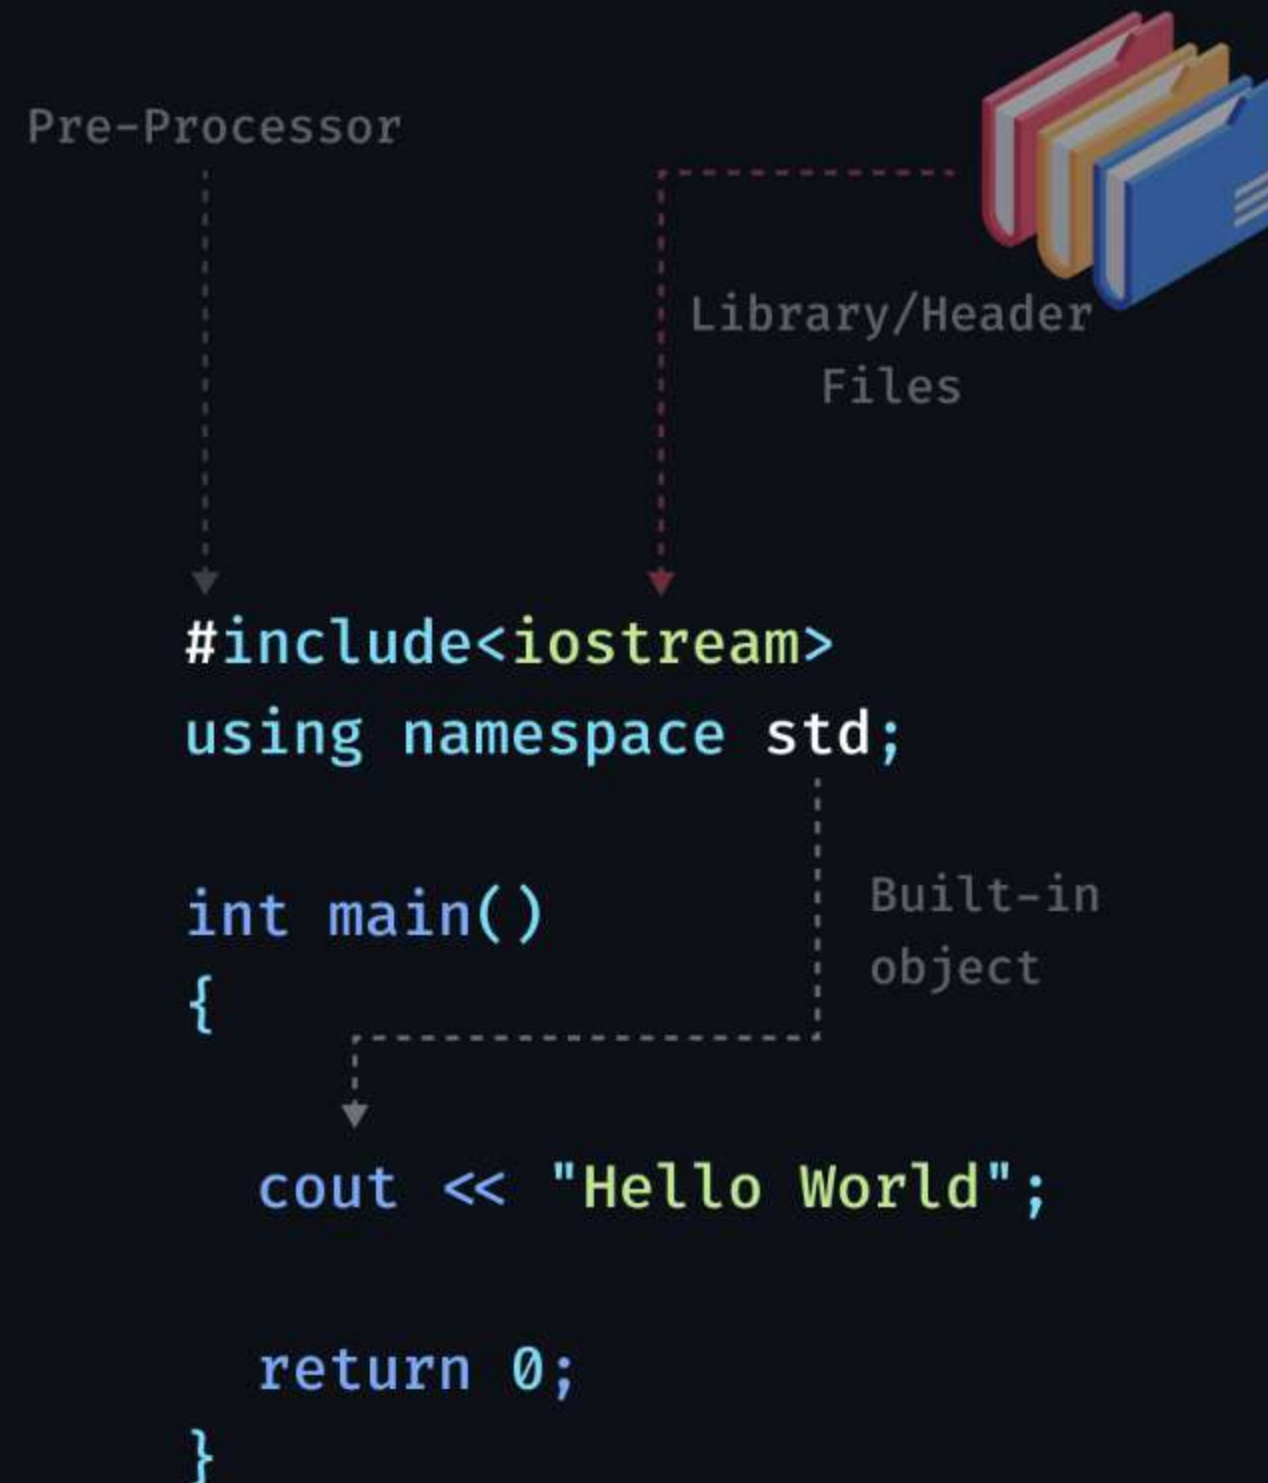 Pre-Processor
Library/Header
Files
#include<iostream>
using namespace std;
int main()
{
Built-in
object
cout << "Hello World";
return 0;
}